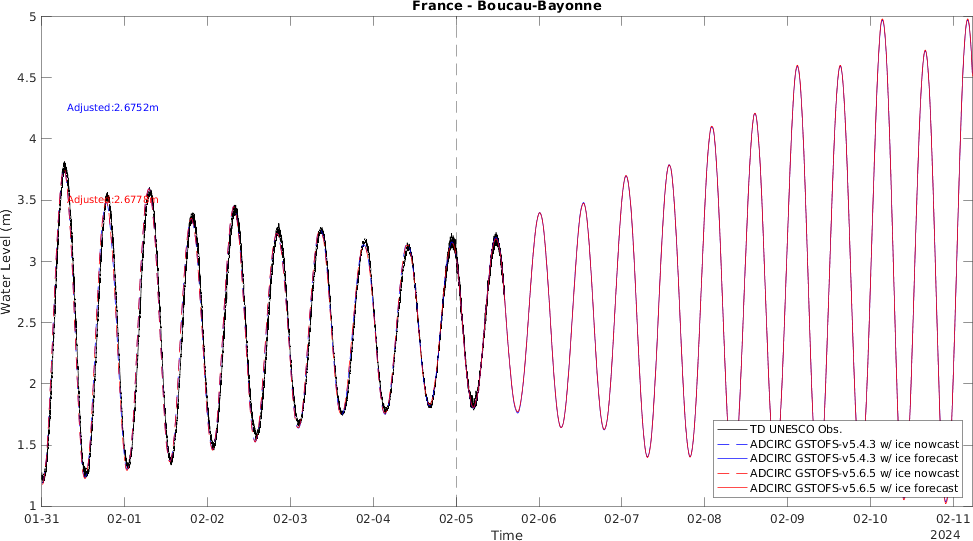 France - Boucau-Bayonne
5
4.5
4
3.5
3
2.5
2
1.5
1
Water Level (m)
Adjusted:2.6752m
Adjusted:2.6778m
TD UNESCO Obs.
ADCIRC GSTOFS-v5.4.3 w/ ice nowcast
ADCIRC GSTOFS-v5.4.3 w/ ice forecast
ADCIRC GSTOFS-v5.6.5 w/ ice nowcast
ADCIRC GSTOFS-v5.6.5 w/ ice forecast
01-31 02-01 02-02 02-03 02-04 02-05 02-06 02-07 02-08 02-09 02-10 02-11
Time
2024